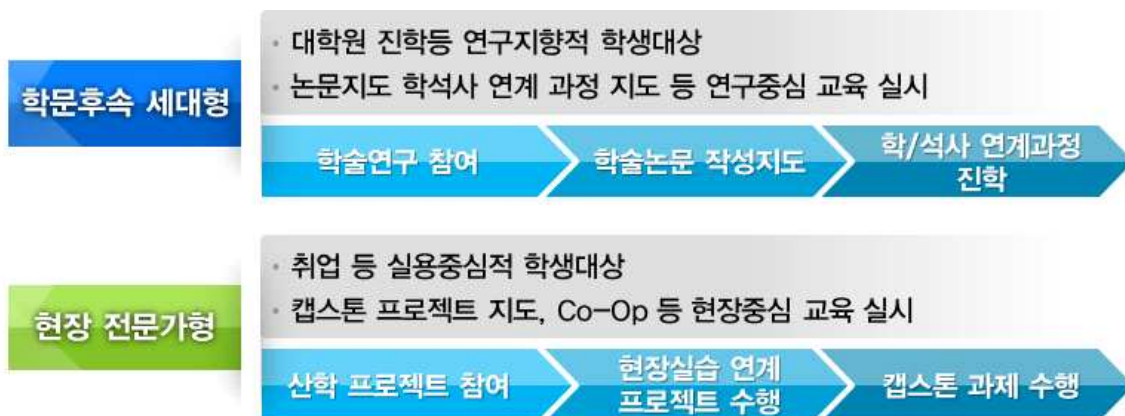 학문후속 세대형
· 대학원 진학등 연구지향적 학생대상
· 논문지도 학석사 연계 과정 지도 등 연구중심 교육 실시
학술연구 참여
학술논문 작성지도
학/석사 연계과정
진학
현장 전문가형
· 취업 등 실용중심적 학생대상
· 캡스톤 프로젝트 지도, Co-Op 등 현장중심 교육 실시
산학 프로젝트 참여
현장실습 연계
프로젝트 수행
캡스톤 과제 수행